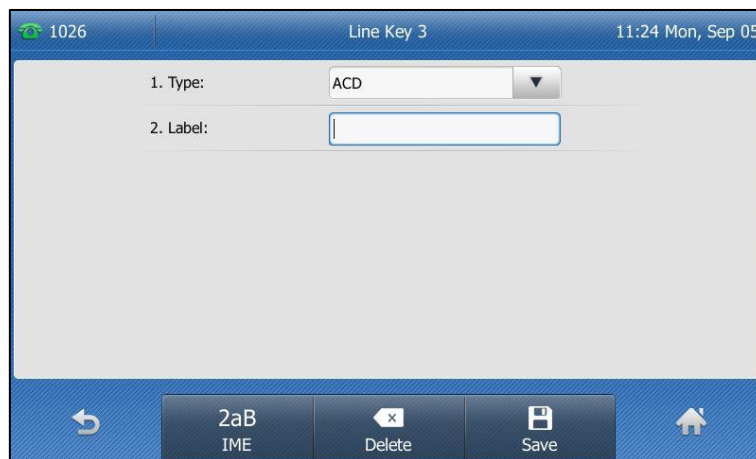 1026 Line Key 3 11:24 Mon, Sep 05
1. Type: ACD
2. Label:
2aB
IME Delete Save